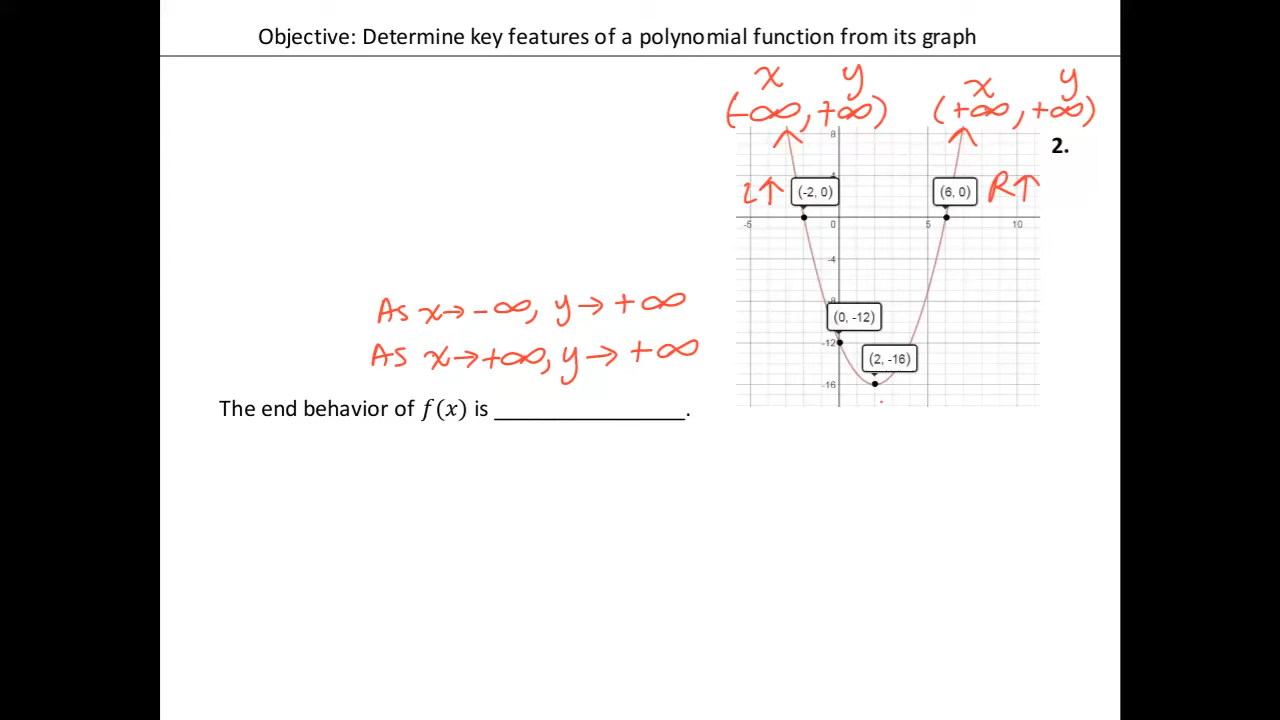 Objective: Determine key features of a polynomial function from its graph
x y x y
(-∞, +∞) (+∞, +∞)
8
2.
4
L↑ (-2, 0) (6, 0) R↑
-5 0 5 10
-4
As x→-∞, y→+∞
-8
(0, -12)
-12
As x→+∞, y→+∞
(2, -16)
-16
The end behavior of f(x) is ________________.